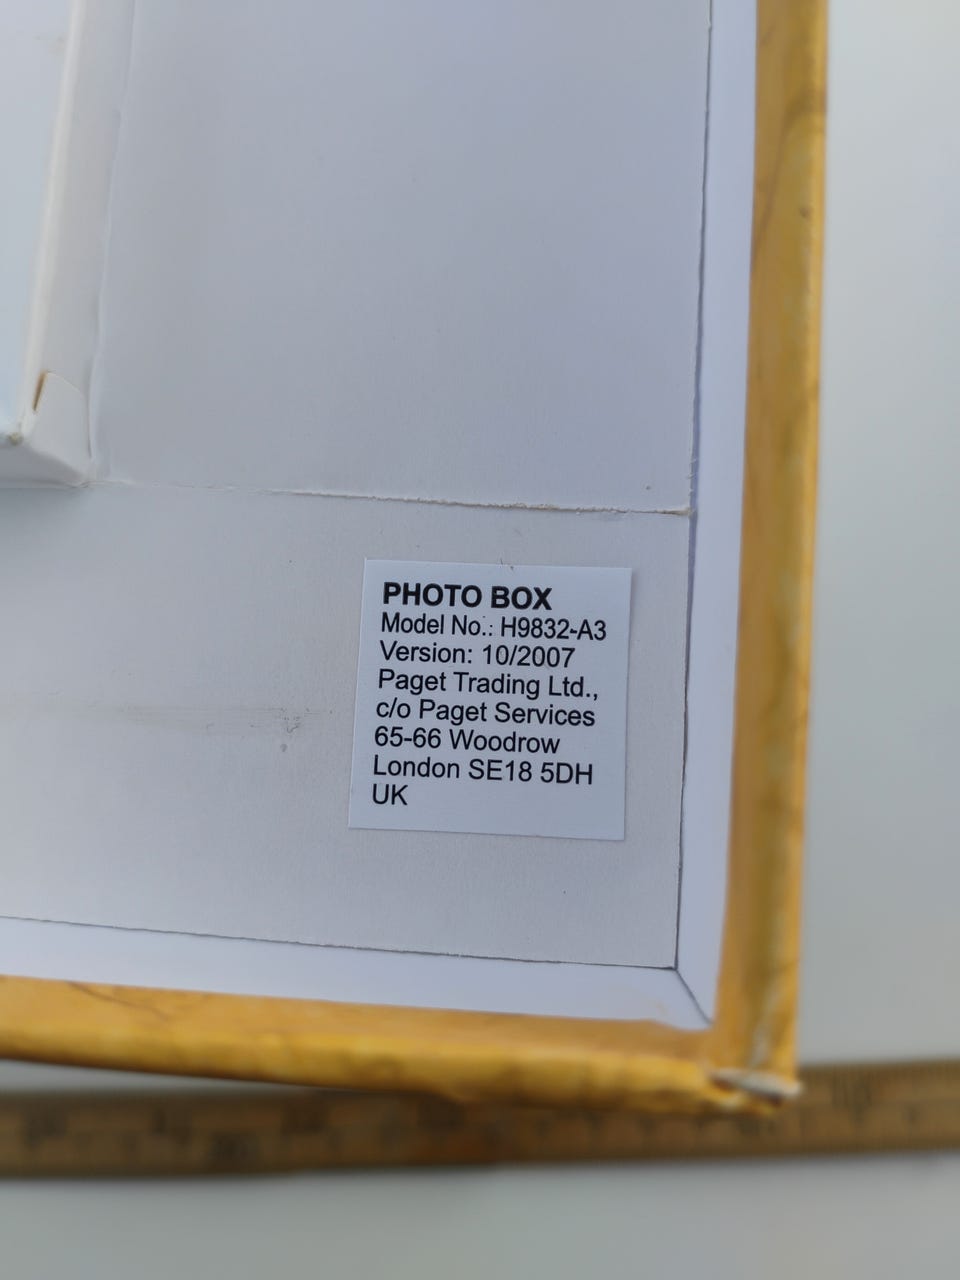 PHOTO BOX
Model No.: H9832-A3
Version: 10/2007
Paget Trading Ltd.,
c/o Paget Services
65-66 Woodrow
London SE18 5DH
UK